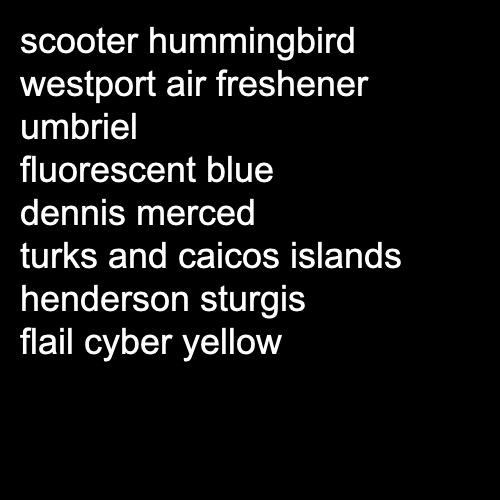 scooter hummingbird
westport air freshener
umbriel
fluorescent blue
dennis merced
turks and caicos islands
henderson sturgis
flail cyber yellow